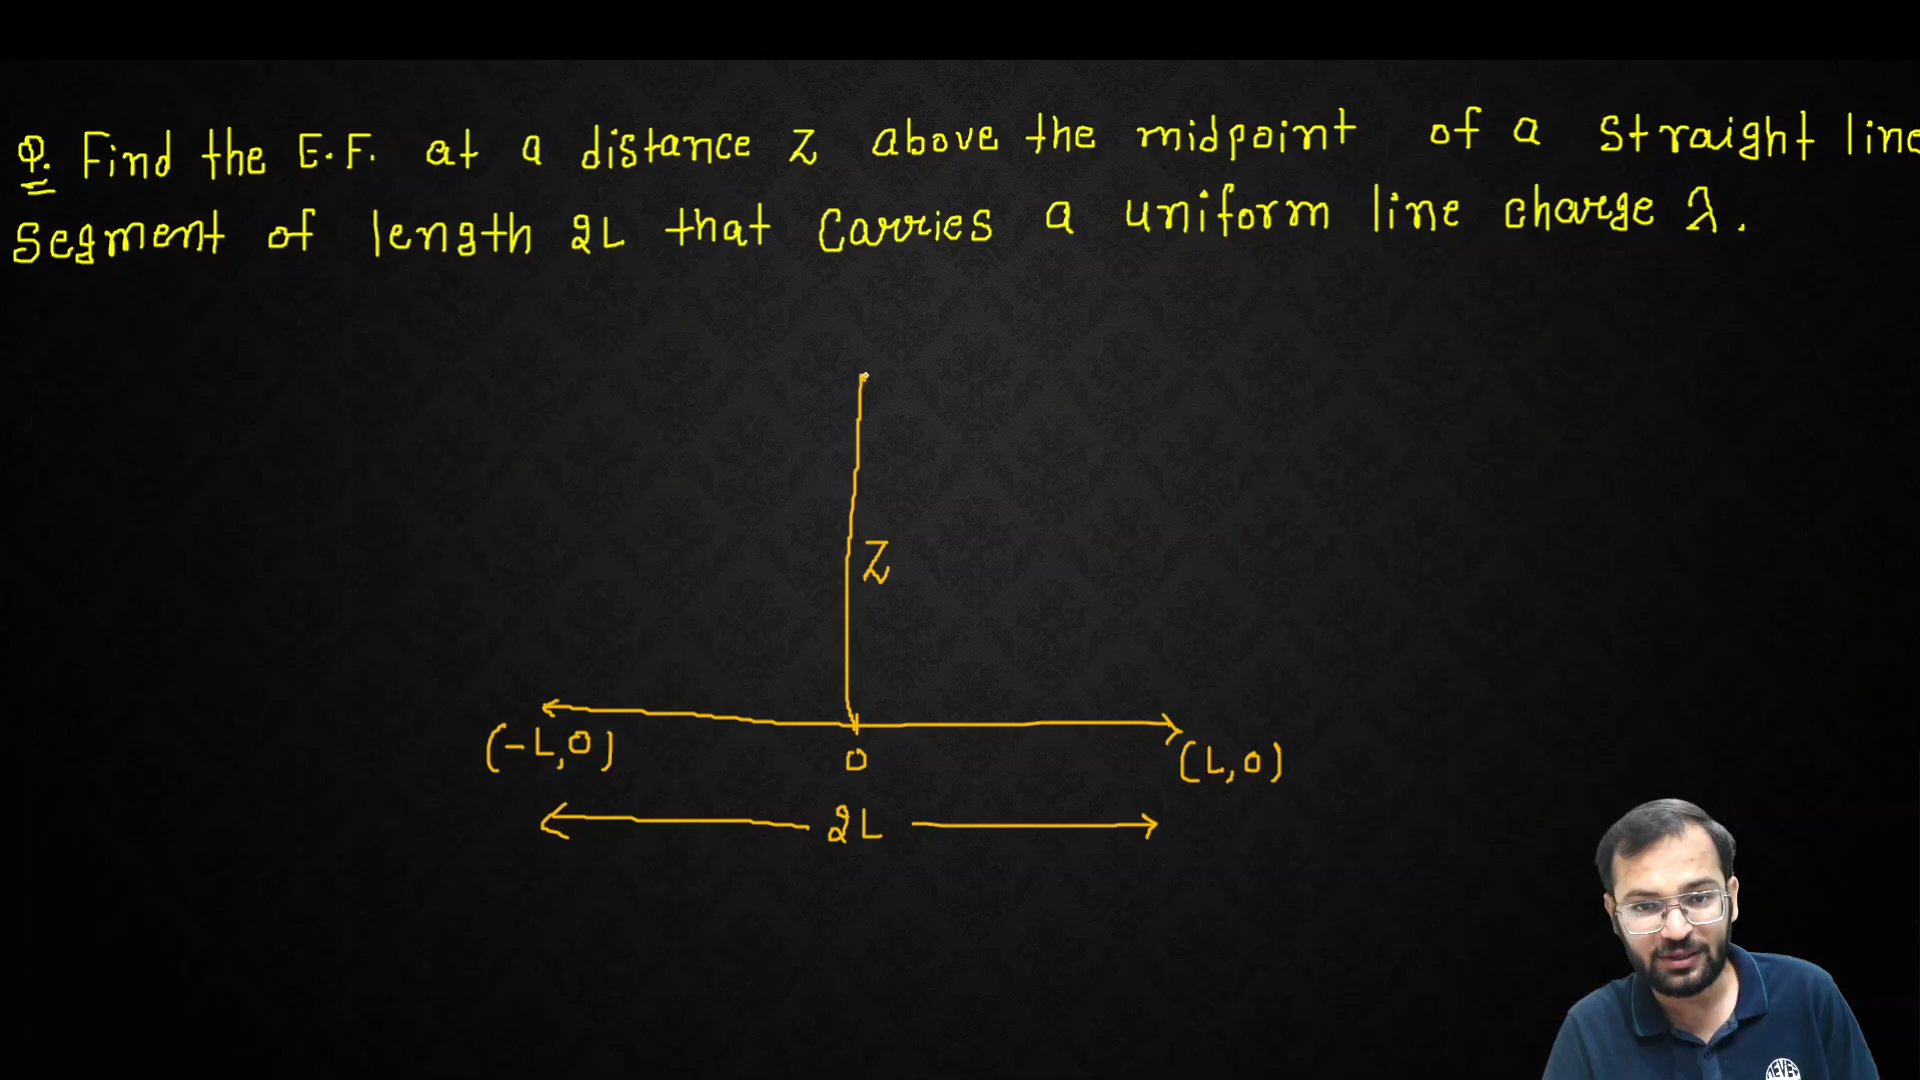 Q. Find the E.F. at a distance Z above the midpoint of a straight line
segment of length 2L that carries a uniform line charge λ.
Z
(-L,0)
O
(L,0)
2L